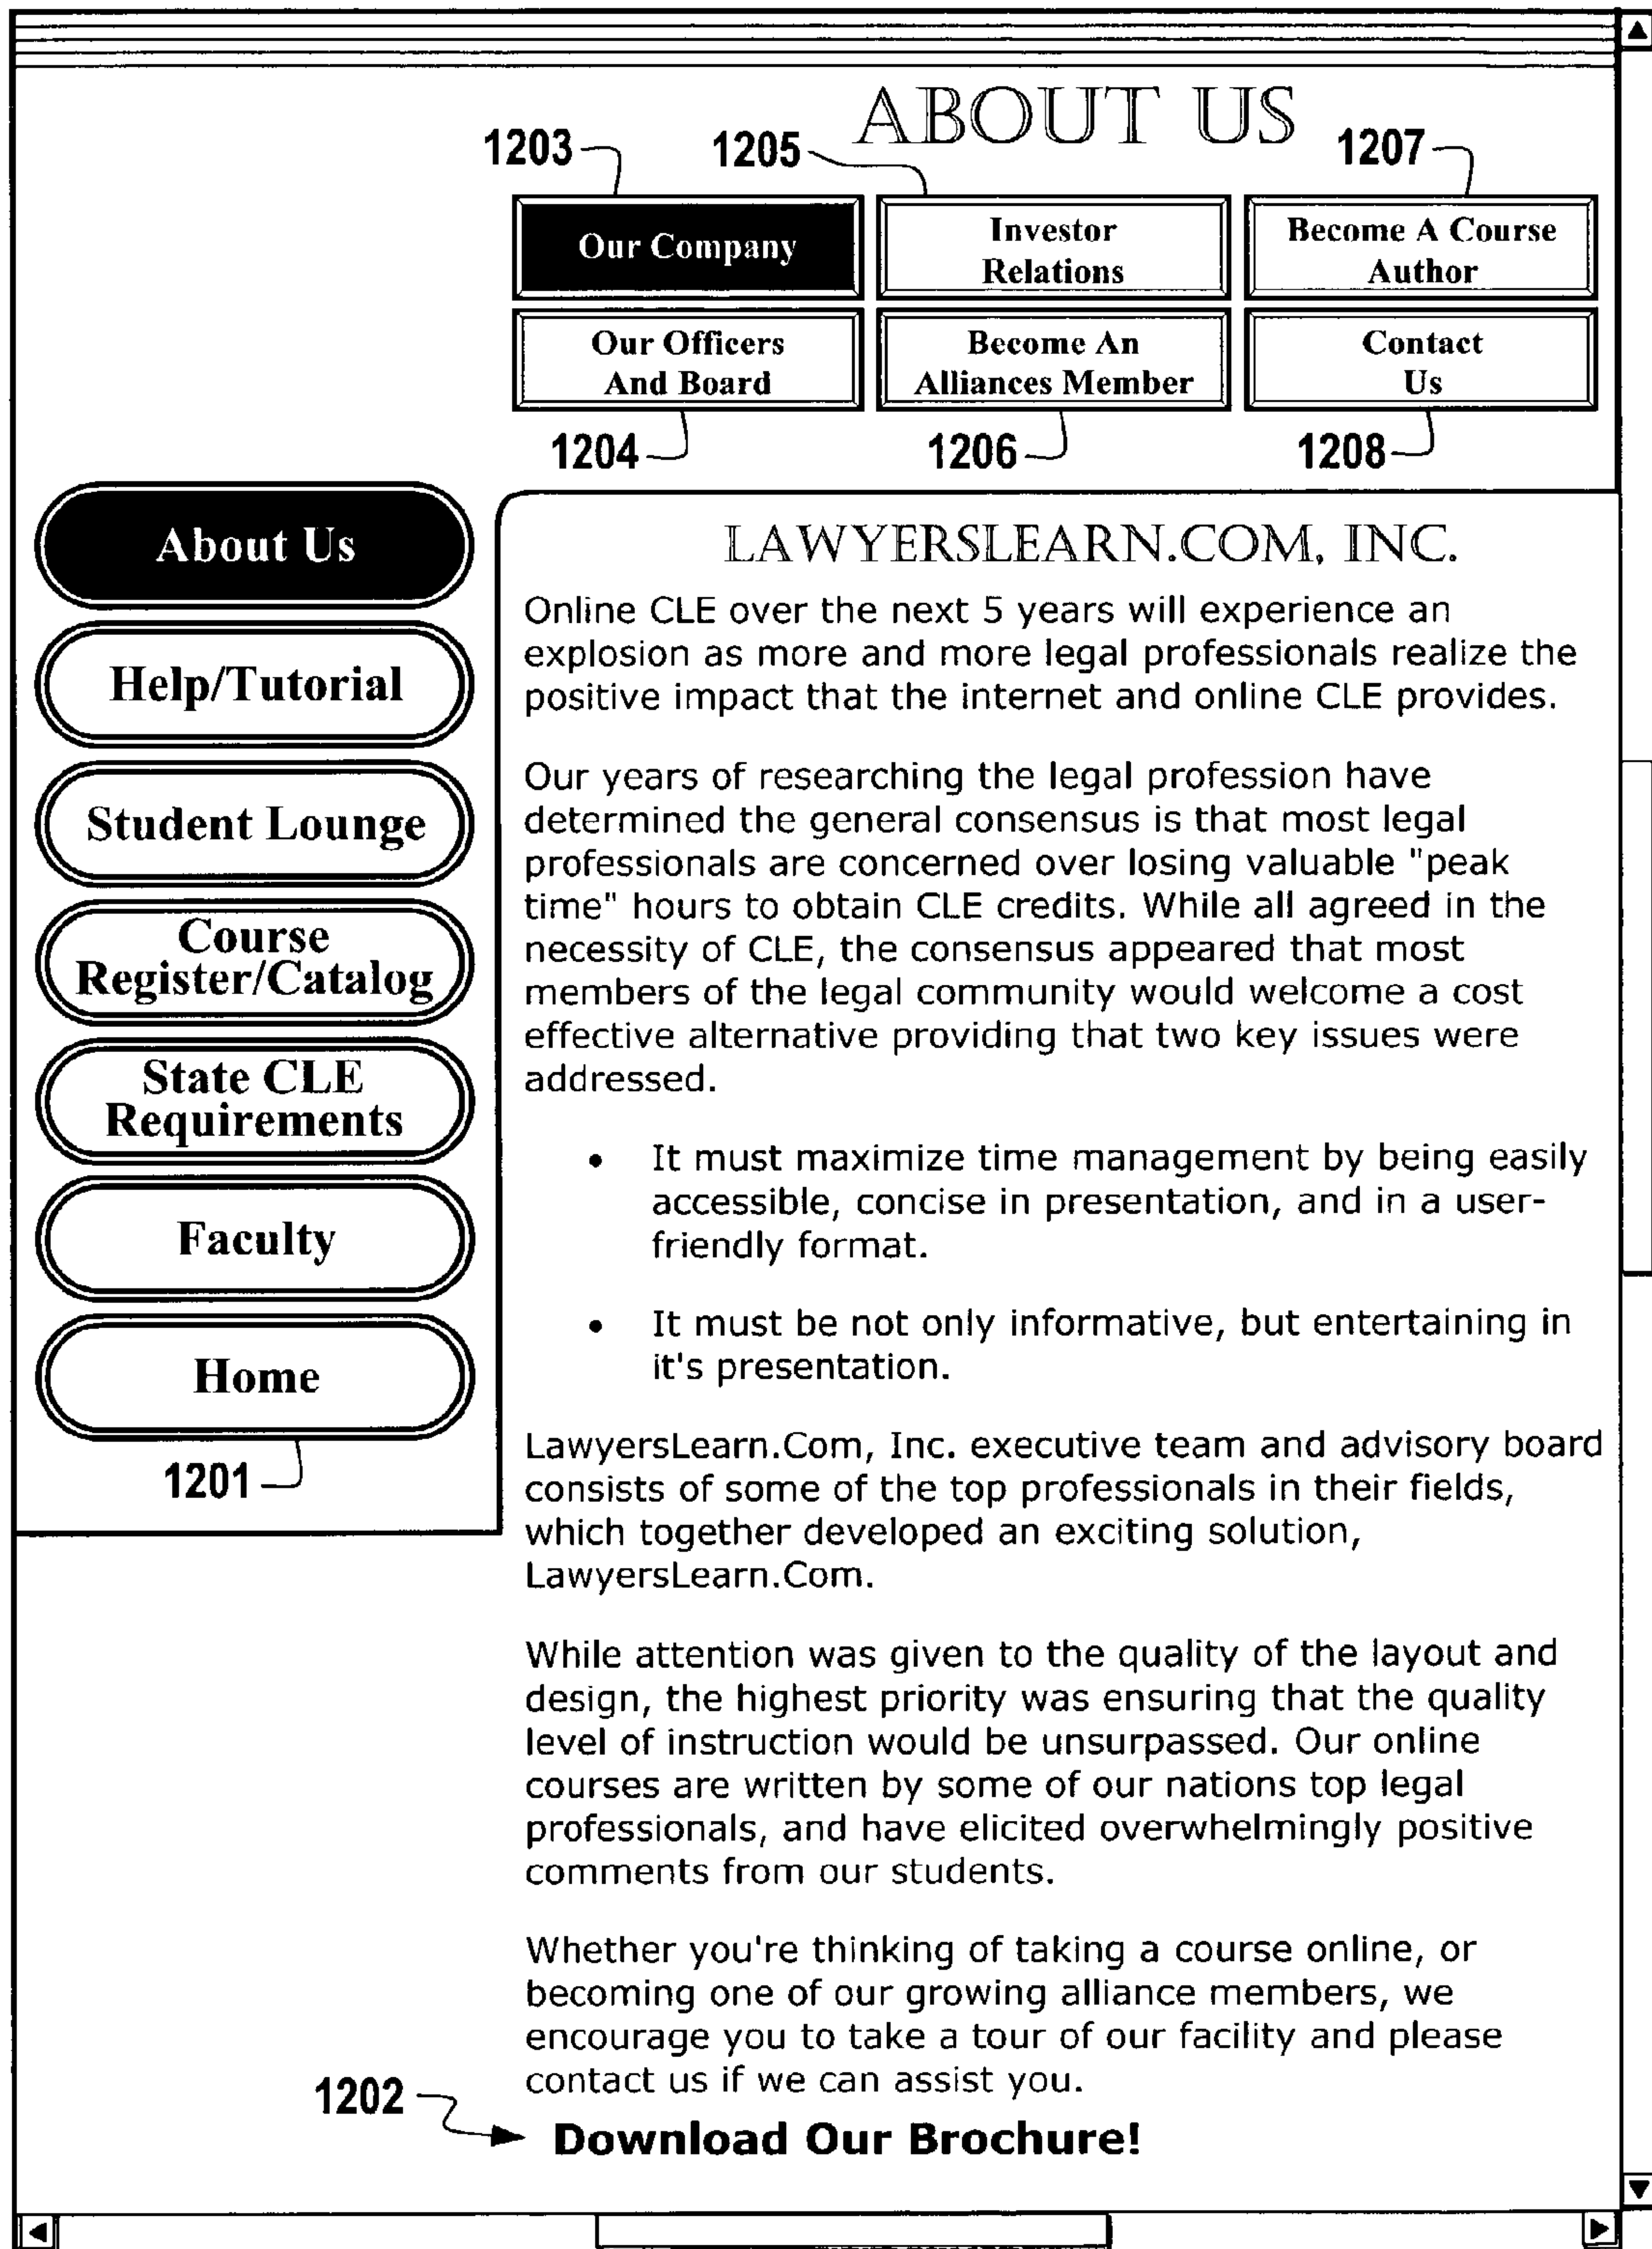 ABOUT US
1203
1205
1207
Our Company
Investor
Relations
Become A Course
Author
Our Officers
And Board
Become An
Alliances Member
Contact
Us
1204
1206
1208
About Us
Help/Tutorial
Student Lounge
Course
Register/Catalog
State CLE
Requirements
Faculty
Home
1201
LAWYERSLEARN.COM, INC.
Online CLE over the next 5 years will experience an
explosion as more and more legal professionals realize the
positive impact that the internet and online CLE provides.
Our years of researching the legal profession have
determined the general consensus is that most legal
professionals are concerned over losing valuable "peak
time" hours to obtain CLE credits. While all agreed in the
necessity of CLE, the consensus appeared that most
members of the legal community would welcome a cost
effective alternative providing that two key issues were
addressed.
• It must maximize time management by being easily
accessible, concise in presentation, and in a user-
friendly format.
• It must be not only informative, but entertaining in
it's presentation.
LawyersLearn.Com, Inc. executive team and advisory board
consists of some of the top professionals in their fields,
which together developed an exciting solution,
LawyersLearn.Com.
While attention was given to the quality of the layout and
design, the highest priority was ensuring that the quality
level of instruction would be unsurpassed. Our online
courses are written by some of our nations top legal
professionals, and have elicited overwhelmingly positive
comments from our students.
Whether you're thinking of taking a course online, or
becoming one of our growing alliance members, we
encourage you to take a tour of our facility and please
contact us if we can assist you.
1202
Download Our Brochure!